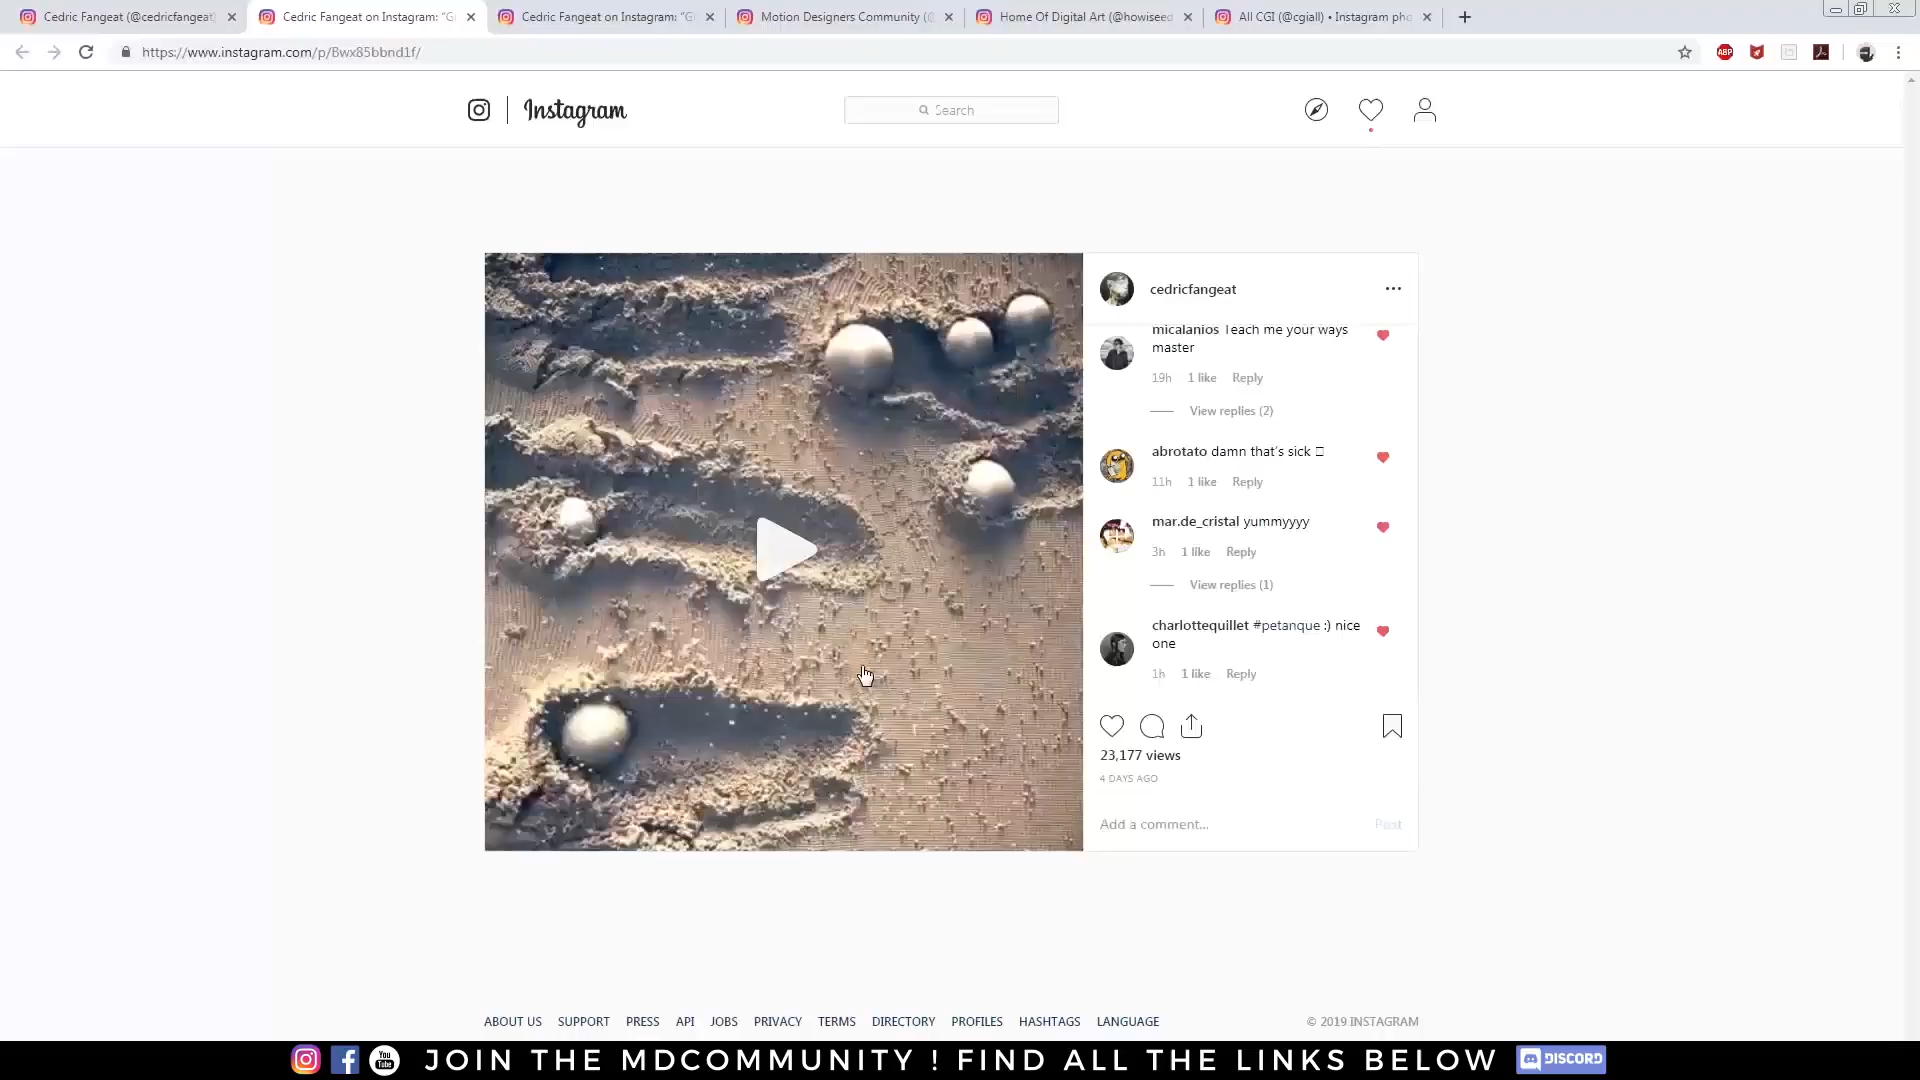 Cedric Fangeat (@cedricfangeat)
Cedric Fangeat on Instagram: "G
Cedric Fangeat on Instagram: "G
Motion Designers Community (@
Home Of Digital Art (@howiseed
All CGI (@cgiall) • Instagram pho
https://www.instagram.com/p/Bwx85bbnd1f/
ABP
Instagram
Search
cedricfangeat
micalanios Teach me your ways
master
19h 1 like Reply
View replies (2)
abrotato damn that's sick
11h 1 like Reply
mar.de_cristal yummyyyy
3h 1 like Reply
View replies (1)
charlottequillet #petanque :) nice
one
1h 1 like Reply
23,177 views
4 DAYS AGO
Add a comment... Post
ABOUT US SUPPORT PRESS API JOBS PRIVACY TERMS DIRECTORY PROFILES HASHTAGS LANGUAGE © 2019 INSTAGRAM
You Tube JOIN THE MDCOMMUNITY ! FIND ALL THE LINKS BELOW DISCORD